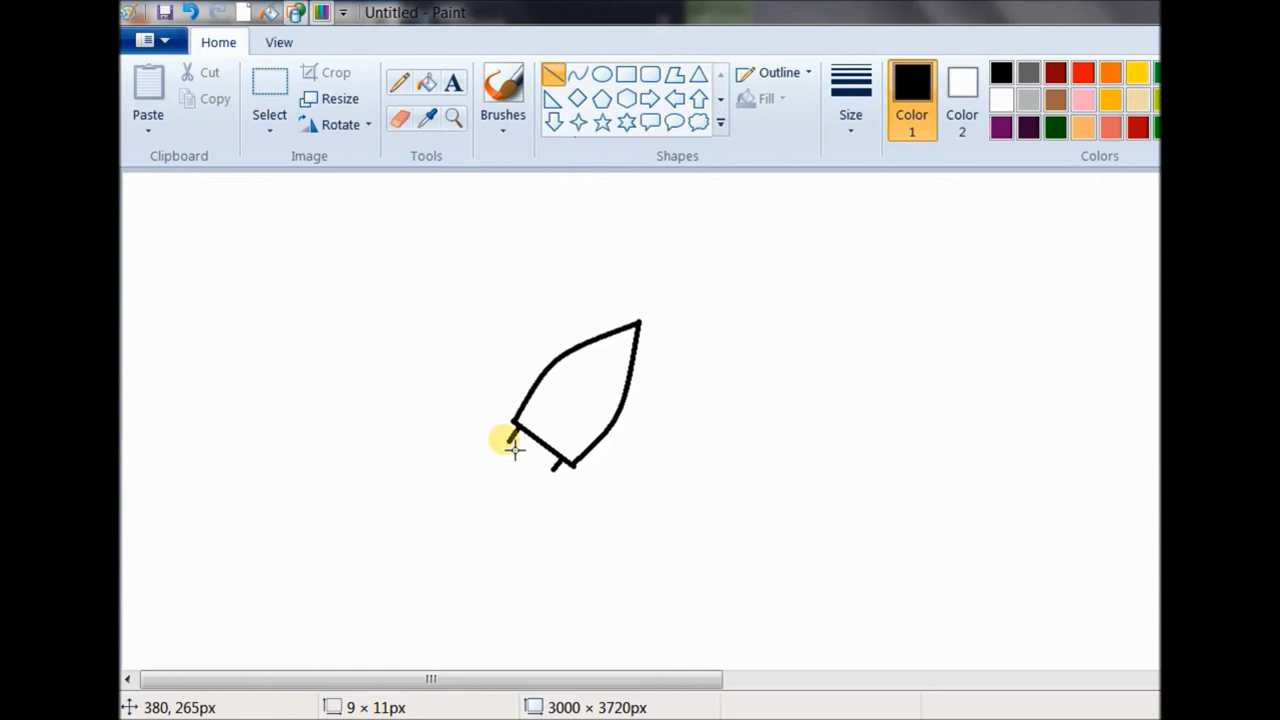 Untitled - Paint
Home View
Cut Crop Outline
Paste Copy Select Resize Brushes Fill Size Color 1 Color 2
Rotate
Clipboard Image Tools Shapes Colors
380, 265px 9 × 11px 3000 × 3720px